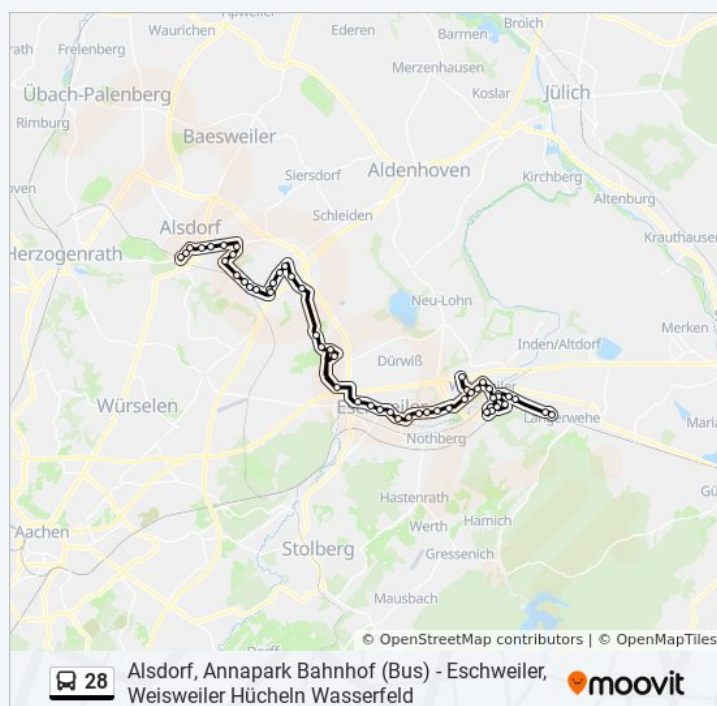 Apweiler
Waurichen
Ederen
Barmen
Broich
Frelenberg
Merzenhausen
Übach-Palenberg
Koslar
Jülich
Rimburg
Baesweiler
Siersdorf
Aldenhoven
Kirchberg
Altenburg
Schleiden
Alsdorf
Krauthausen
Herzogenrath
Neu-Lohn
Merken
Inden/Altdorf
Dürwiß
Würselen
Eschweiler
Langerwehe
Nothberg
Hastenrath
Aachen
Werth
Hamich
Stolberg
Gressenich
Mausbach
© OpenStreetMap contributors | © OpenMapTiles
28
Alsdorf, Annapark Bahnhof (Bus) - Eschweiler,
Weisweiler Hücheln Wasserfeld
moovit